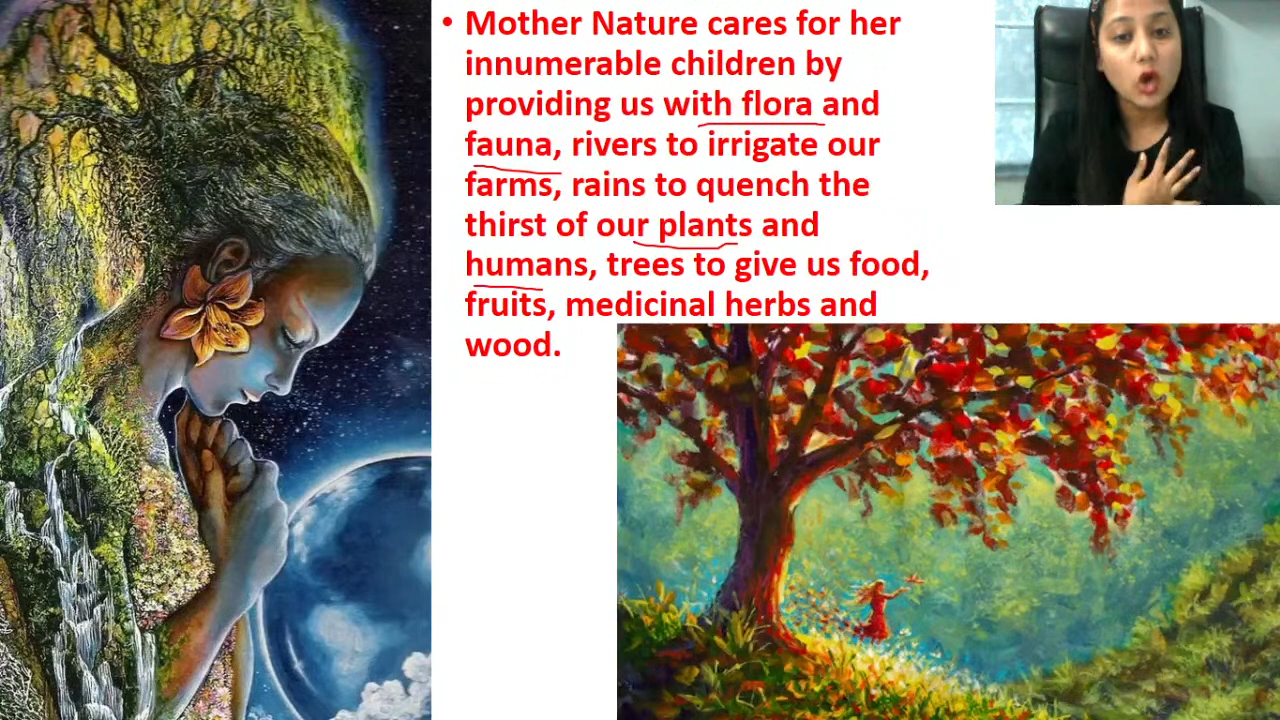 • Mother Nature cares for her
innumerable children by
providing us with flora and
fauna, rivers to irrigate our
farms, rains to quench the
thirst of our plants and
humans, trees to give us food,
fruits, medicinal herbs and
wood.